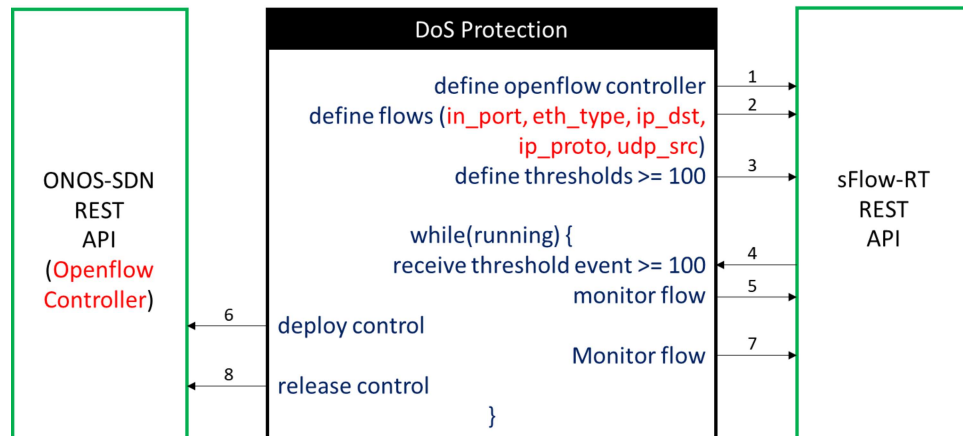 DoS Protection
define openflow controller
1
define flows (in_port, eth_type, ip_dst,
2
ip_proto, udp_src)
define thresholds >= 100
3
while(running) {
receive threshold event >= 100
4
monitor flow
5
6
deploy control
Monitor flow
7
8
release control
}
ONOS-SDN
REST
API
(Openflow
Controller)
sFlow-RT
REST
API